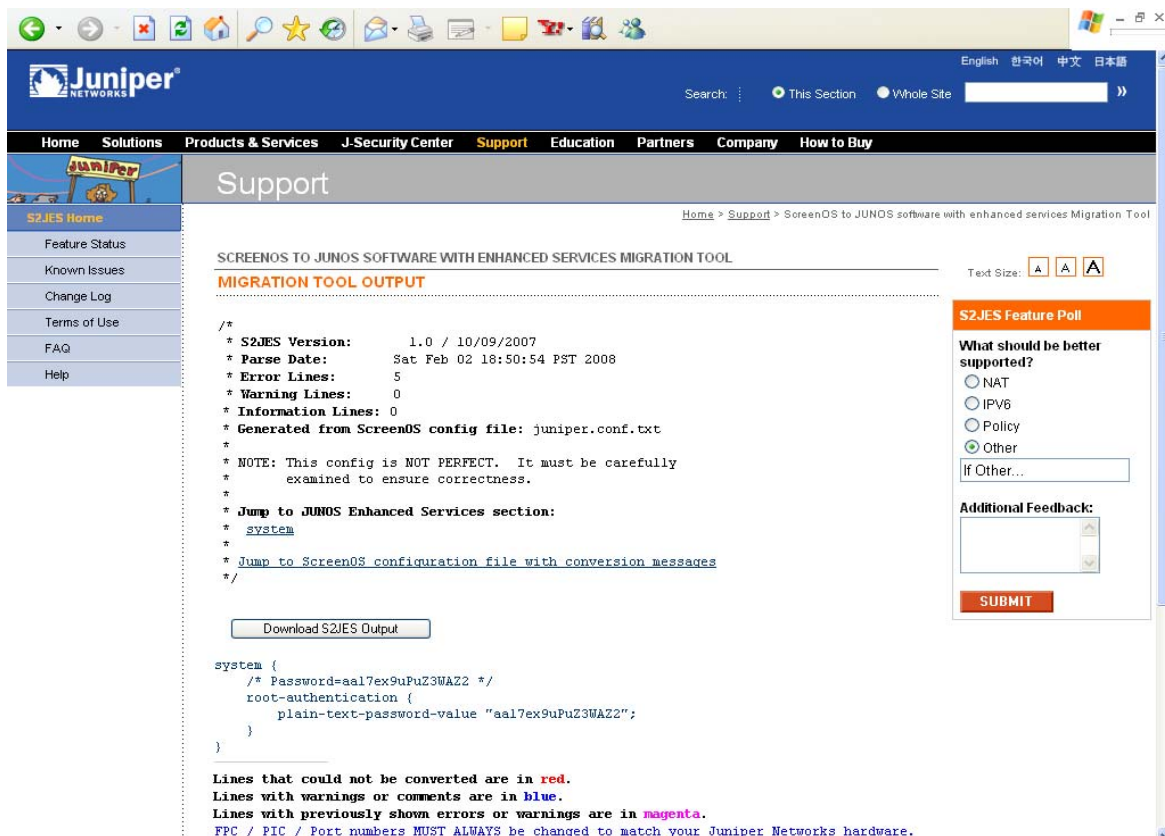 English 한국어 中文 日本語
Juniper
NETWORKS
Search: This Section Whole Site »
Home Solutions Products & Services J-Security Center Support Education Partners Company How to Buy
Juniper
Support
S2JES Home
Feature Status
Known Issues
Change Log
Terms of Use
FAQ
Help
Home > Support > ScreenOS to JUNOS software with enhanced services Migration Tool
SCREENOS TO JUNOS SOFTWARE WITH ENHANCED SERVICES MIGRATION TOOL
Text Size: A A A
MIGRATION TOOL OUTPUT
/*
* S2JES Version: 1.0 / 10/09/2007
* Parse Date: Sat Feb 02 18:50:54 PST 2008
* Error Lines: 5
* Warning Lines: 0
* Information Lines: 0
* Generated from ScreenOS config file: juniper.conf.txt
*
* NOTE: This config is NOT PERFECT. It must be carefully
* examined to ensure correctness.
*
* Jump to JUNOS Enhanced Services section:
* system
*
* Jump to ScreenOS configuration file with conversion messages
*/
Download S2JES Output
system {
/* Password=aal7ex9uPuZ3WAZ2 */
root-authentication {
plain-text-password-value "aal7ex9uPuZ3WAZ2";
}
}
Lines that could not be converted are in red.
Lines with warnings or comments are in blue.
Lines with previously shown errors or warnings are in magenta.
FPC / PIC / Port numbers MUST ALWAYS be changed to match your Juniper Networks hardware.
S2JES Feature Poll
What should be better
supported?
NAT
IPV6
Policy
Other
If Other...
Additional Feedback:
SUBMIT